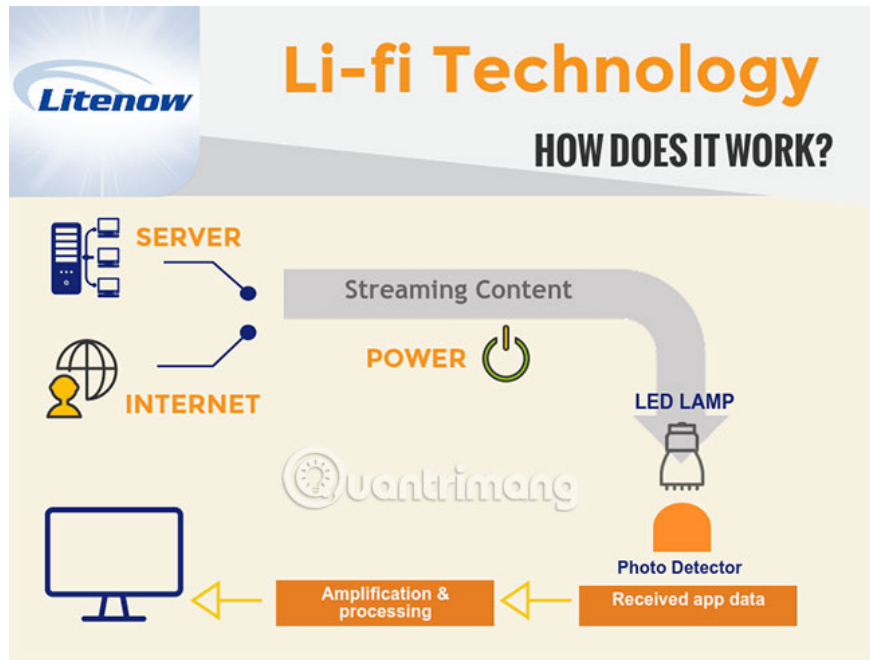 Litenow
Li-fi Technology
HOW DOES IT WORK?
SERVER
Streaming Content
POWER
INTERNET
LED LAMP
Quantrimang
Photo Detector
Amplification &
processing
Received app data